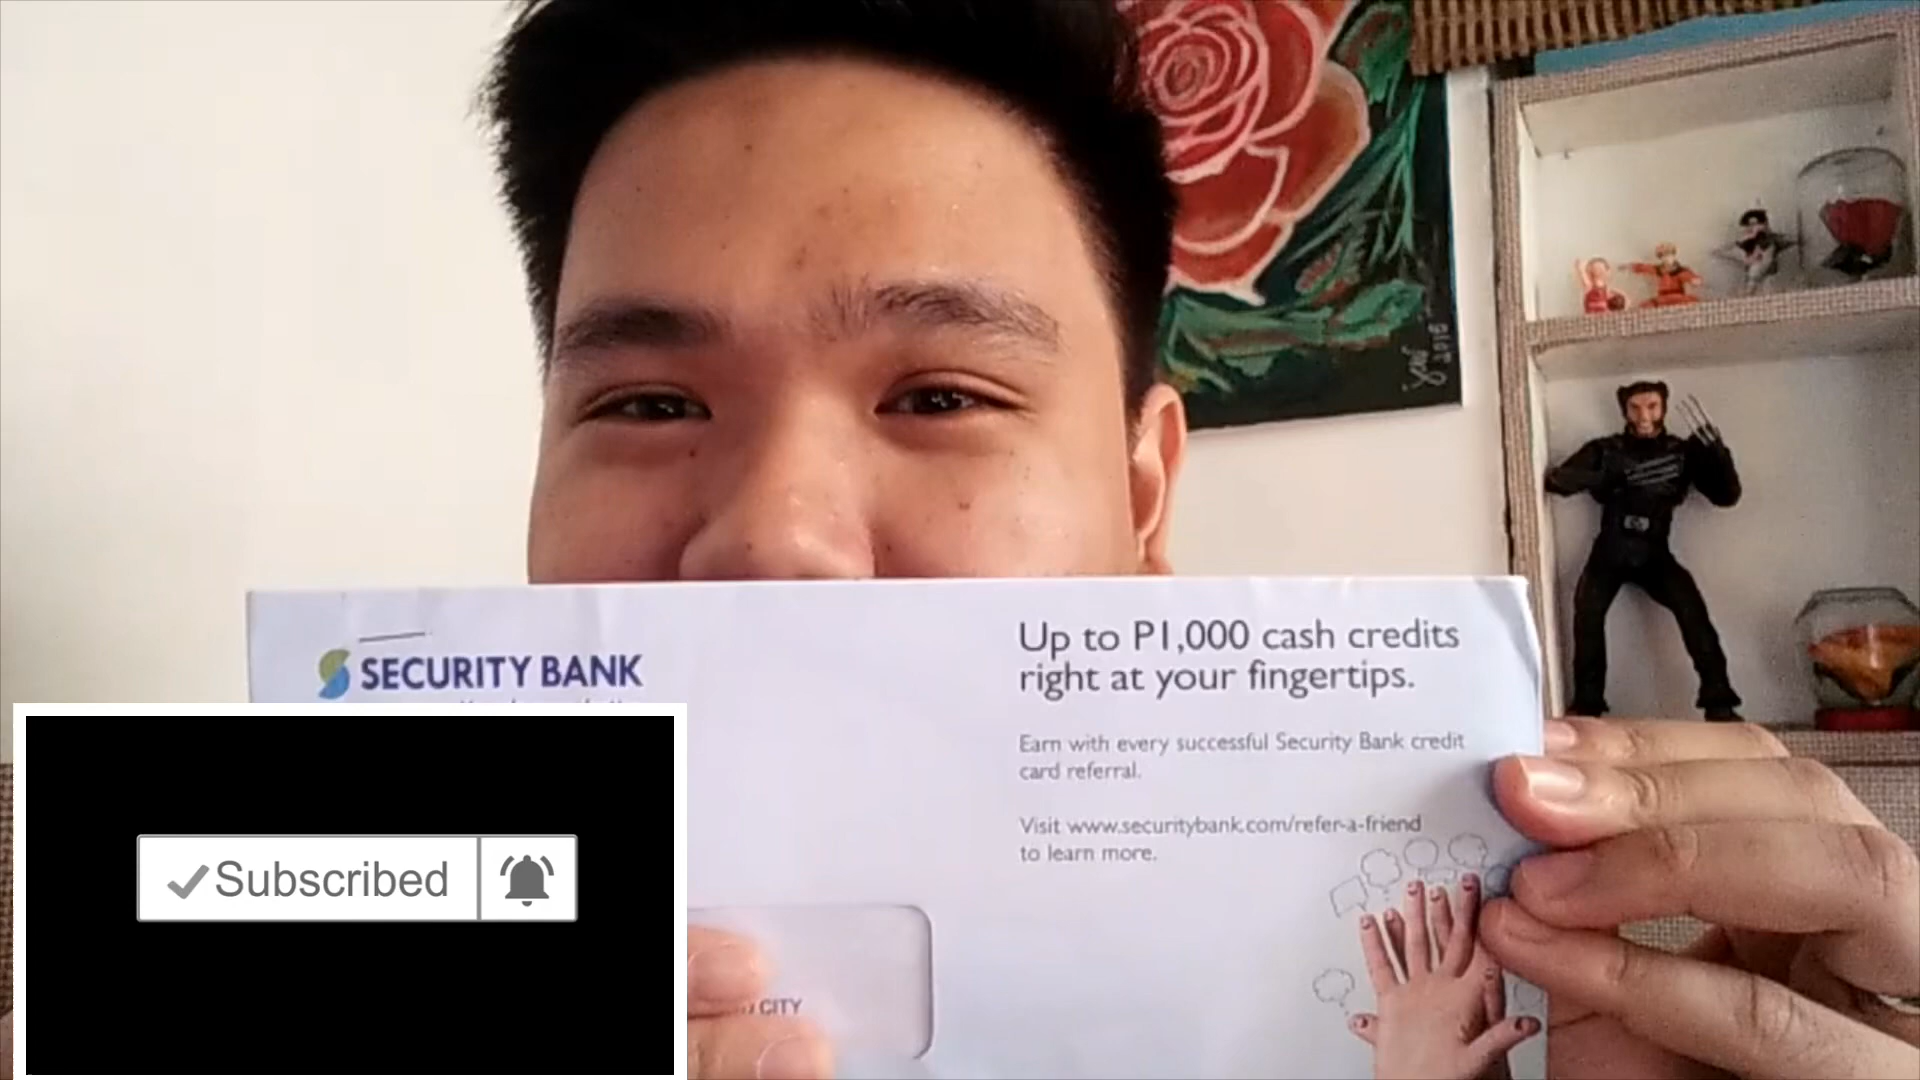 SECURITY BANK
Up to P1,000 cash credits
right at your fingertips.
Earn with every successful Security Bank credit
card referral.
Visit www.securitybank.com/refer-a-friend
to learn more.
CITY
Subscribed
2016